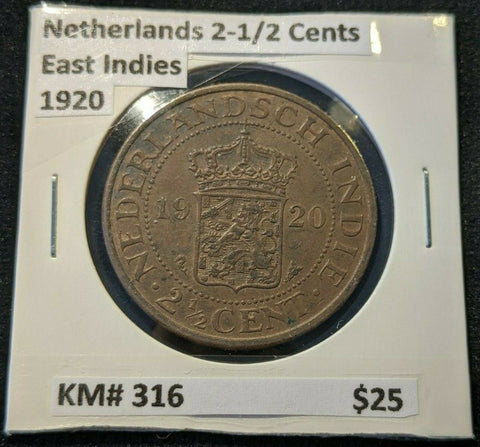 Netherlands 2-1/2 Cents
East Indies
1920
NEDERLANDSCH INDIE
19 20
2½ CENT
KM# 316 $25